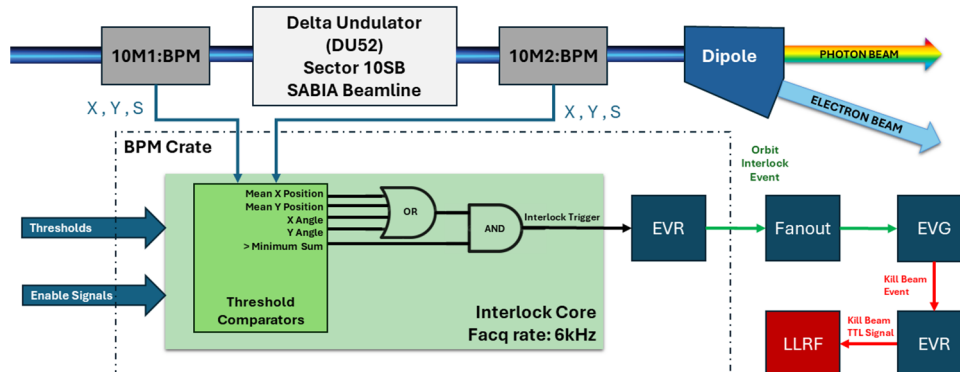 Delta Undulator
(DU52)
Sector 10SB
SABIA Beamline
10M1:BPM
10M2:BPM
Dipole
PHOTON BEAM
ELECTRON BEAM
X , Y , S
X , Y , S
BPM Crate
Orbit
Interlock
Event
Thresholds
Enable Signals
Mean X Position
Mean Y Position
X Angle
Y Angle
> Minimum Sum
OR
AND
Interlock Trigger
Threshold
Comparators
Interlock Core
Facq rate: 6kHz
EVR
Fanout
EVG
Kill Beam
Event
EVR
Kill Beam
TTL Signal
LLRF